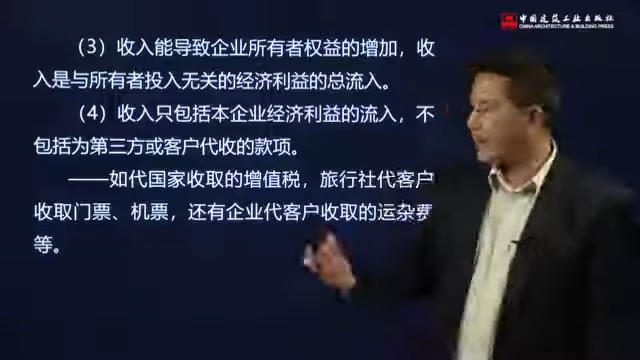 中国建筑工业出版社
CHINA ARCHITECTURE & BUILDING PRESS
（3）收入能导致企业所有者权益的增加，收
入是与所有者投入无关的经济利益的总流入。
（4）收入只包括本企业经济利益的流入，不
包括为第三方或客户代收的款项。
——如代国家收取的增值税，旅行社代客户
收取门票、机票，还有企业代客户收取的运杂费
等。